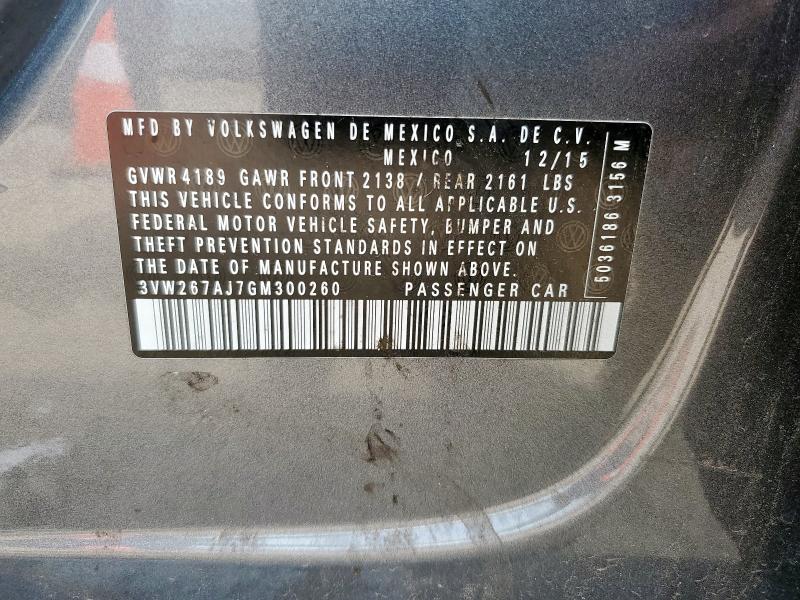 MFD BY VOLKSWAGEN DE MEXICO S.A. DE C.V.
MEXICO 12/15
GVWR 4189 GAWR FRONT 2138 / REAR 2161 LBS
THIS VEHICLE CONFORMS TO ALL APPLICABLE U.S.
FEDERAL MOTOR VEHICLE SAFETY, BUMPER AND
THEFT PREVENTION STANDARDS IN EFFECT ON
THE DATE OF MANUFACTURE SHOWN ABOVE.
3VW267AJ7GM300260 PASSENGER CAR
5036186 3156 M